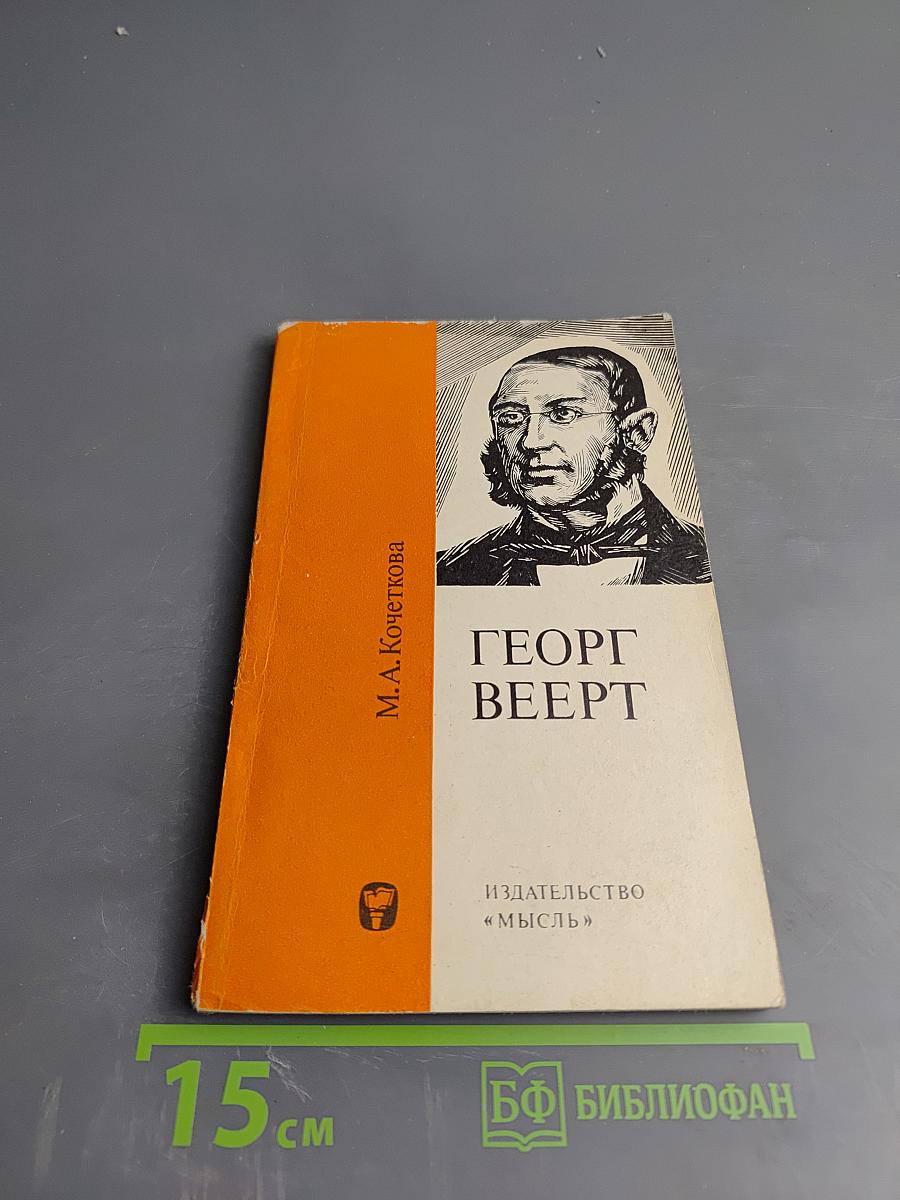 М. А. Кочеткова
ГЕОРГ
ВЕЕРТ
ИЗДАТЕЛЬСТВО
«МЫСЛЬ»
15 см
БФ БИБЛИОФАН